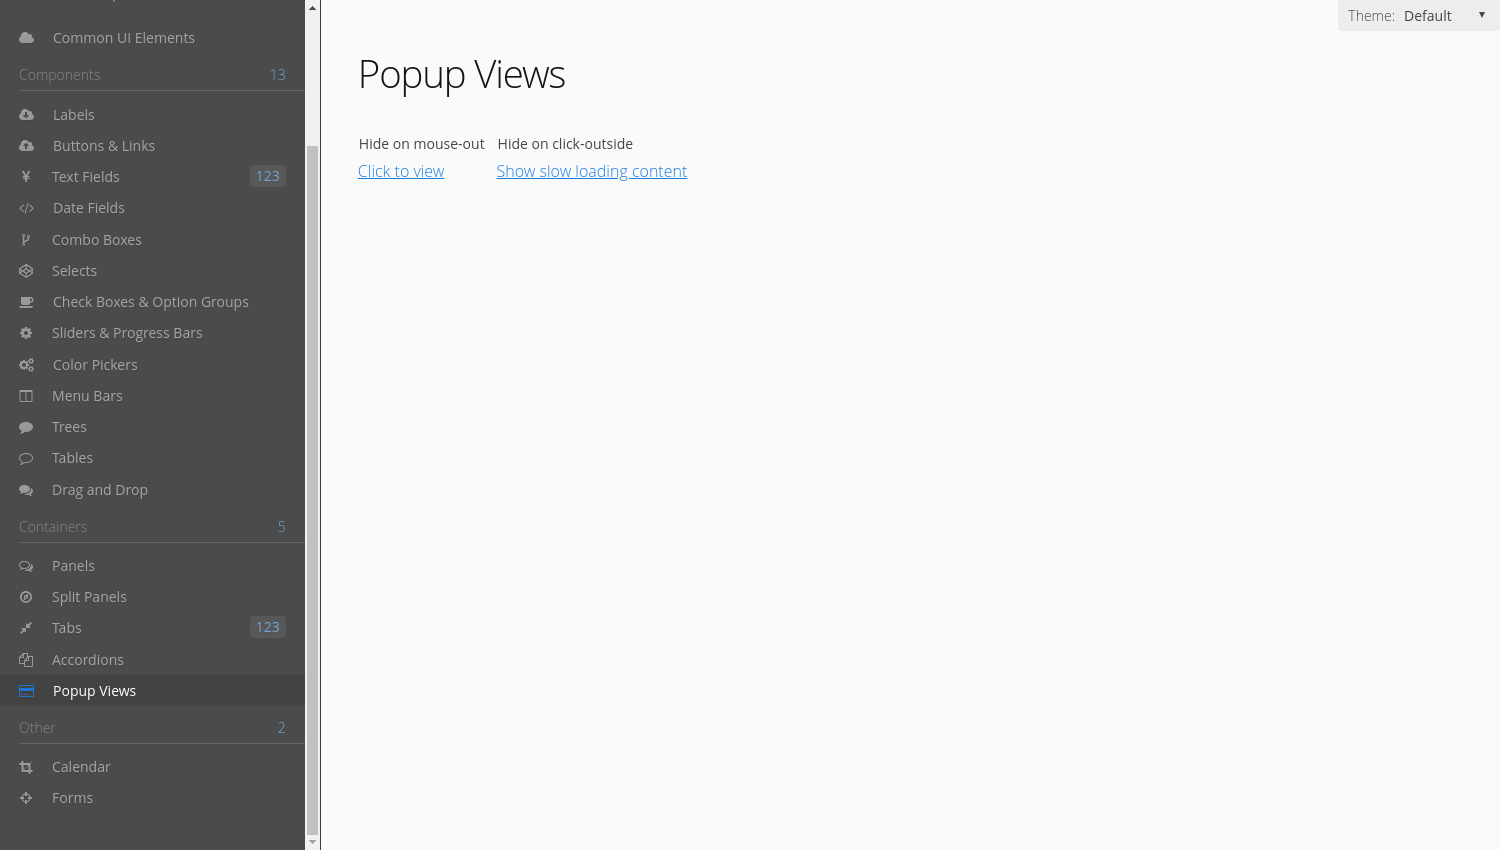 Common UI Elements
Components 13
Labels
Buttons & Links
Text Fields 123
Date Fields
Combo Boxes
Selects
Check Boxes & Option Groups
Sliders & Progress Bars
Color Pickers
Menu Bars
Trees
Tables
Drag and Drop
Containers 5
Panels
Split Panels
Tabs 123
Accordions
Popup Views
Other 2
Calendar
Forms
Theme: Default
Popup Views
Hide on mouse-out Hide on click-outside
Click to view Show slow loading content